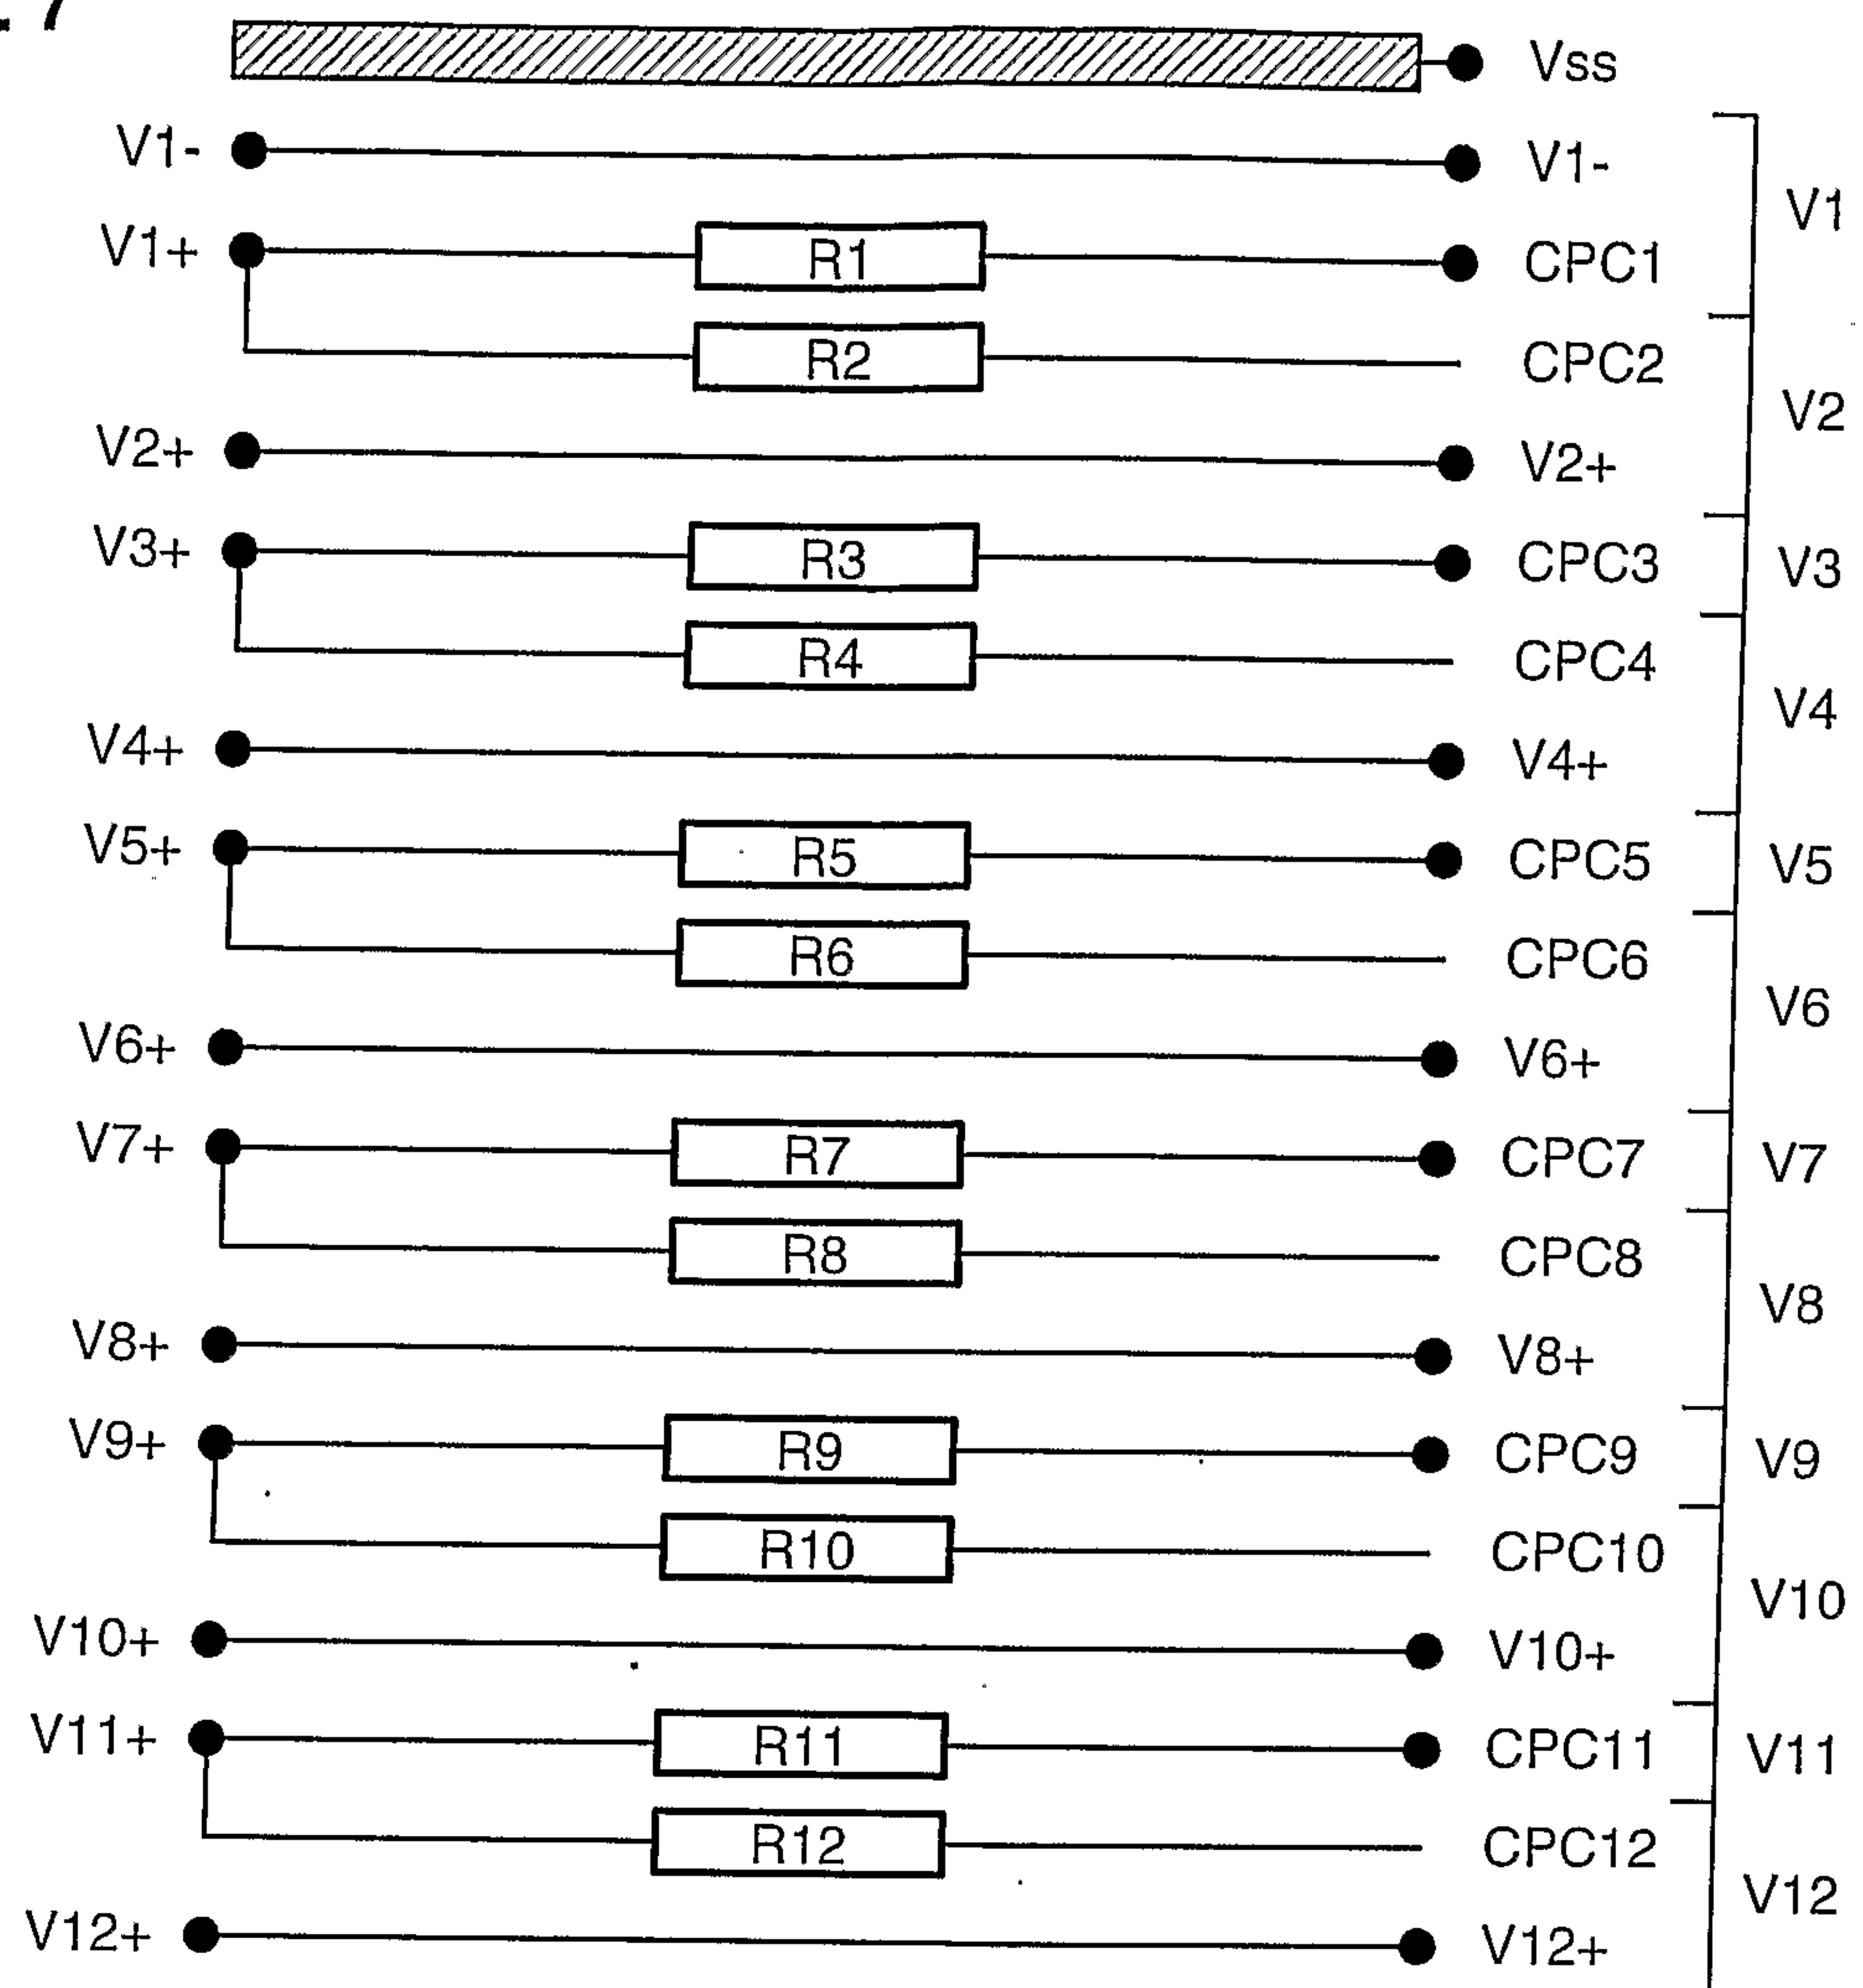 . 7
Vss
V1- V1-
V1
V1+ R1 CPC1
R2 CPC2
V2
V2+ V2+
V3+ R3 CPC3 V3
R4 CPC4
V4
V4+ V4+
V5+ R5 CPC5 V5
R6 CPC6
V6
V6+ V6+
V7+ R7 CPC7 V7
R8 CPC8
V8
V8+ V8+
V9+ R9 CPC9 V9
R10 CPC10
V10
V10+ V10+
V11+ R11 CPC11 V11
R12 CPC12
V12
V12+ V12+